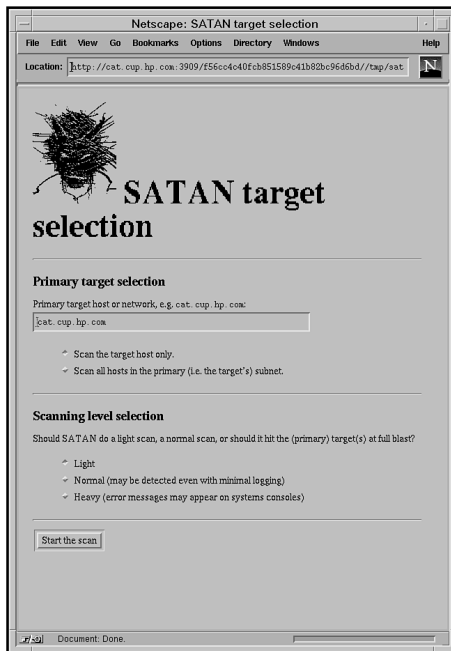 Netscape: SATAN target selection
File Edit View Go Bookmarks Options Directory Windows Help
Location: http://cat.cup.hp.com:3909/f56cc4c40fcb851589c41b82bc96d6bd//tmp/sat
N
SATAN target
selection
Primary target selection
Primary target host or network, e.g. cat.cup.hp.com:
cat.cup.hp.com
Scan the target host only.
Scan all hosts in the primary (i.e. the target's) subnet.
Scanning level selection
Should SATAN do a light scan, a normal scan, or should it hit the (primary) target(s) at full blast?
Light
Normal (may be detected even with minimal logging)
Heavy (error messages may appear on systems consoles)
Start the scan
Document: Done.